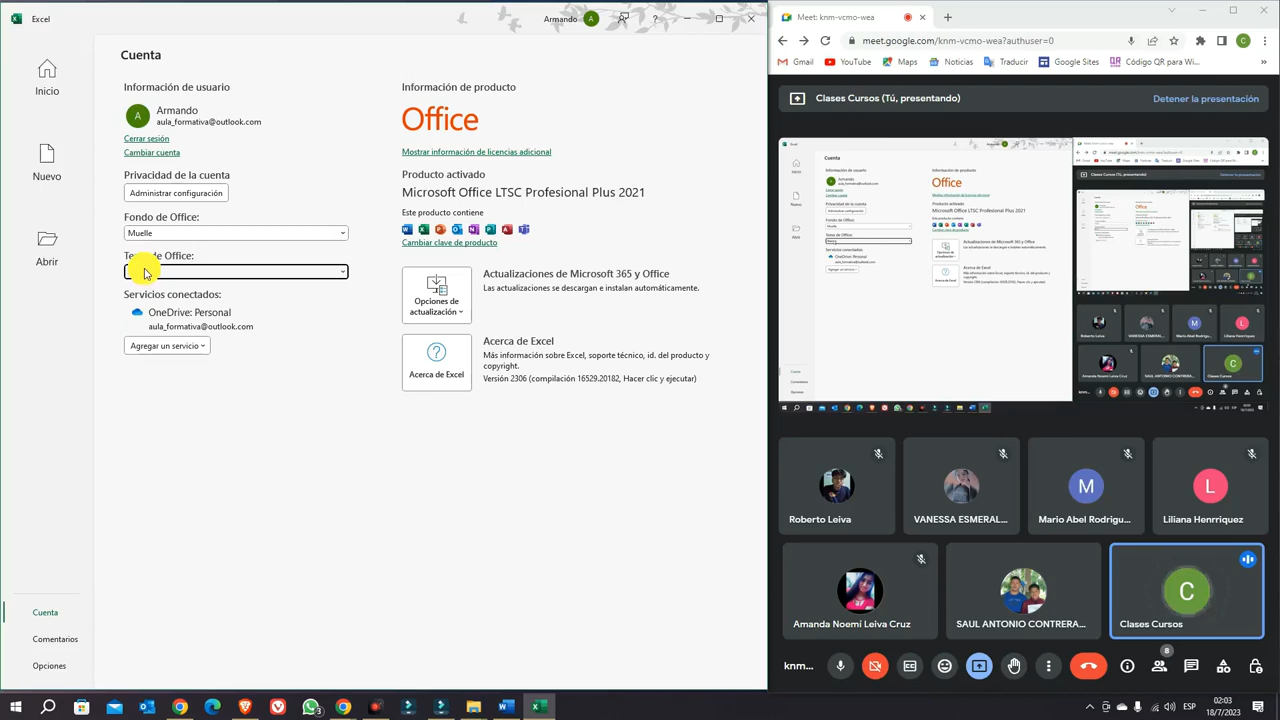 Excel
Armando
A
?
Inicio
Nuevo
Abrir
Cuenta
Comentarios
Opciones
Cuenta
Información de usuario
A
Armando
aula_formativa@outlook.com
Cerrar sesión
Cambiar cuenta
Privacidad de la cuenta
Administrar configuración
Fondo de Office:
de Office:
Servicios conectados:
OneDrive: Personal
aula_formativa@outlook.com
Agregar un servicio
Información de producto
Office
Mostrar información de licencias adicional
Producto activado
Microsoft Office LTSC Profesional Plus 2021
Este producto contiene
Cambiar clave de producto
Opciones de
actualización
Actualizaciones de Microsoft 365 y Office
Las actualizaciones se descargan e instalan automáticamente.
Acerca de Excel
Acerca de Excel
Más información sobre Excel, soporte técnico, id. del producto y
copyright.
Versión 2306 (compilación 16529.20182, Hacer clic y ejecutar)
Meet: knm-vcmo-wea
meet.google.com/knm-vcmo-wea?authuser=0
C
Gmail
YouTube
Maps
Noticias
Traducir
Google Sites
Código QR para Wi...
»
Clases Cursos (Tú, presentando)
Detener la presentación
Roberto Leiva
VANESSA ESMERAL...
M
Mario Abel Rodrigu...
L
Liliana Henrriquez
Amanda Noemi Leiva Cruz
SAUL ANTONIO CONTRERA...
C
Clases Cursos
knm...
8
3
ESP
02:03
18/7/2023